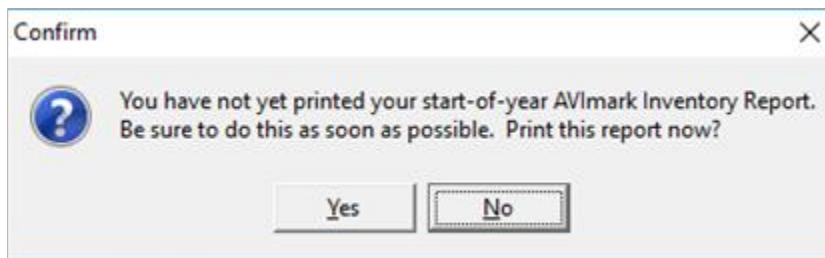 Confirm
You have not yet printed your start-of-year AVImark Inventory Report.
Be sure to do this as soon as possible.  Print this report now?
Yes
No